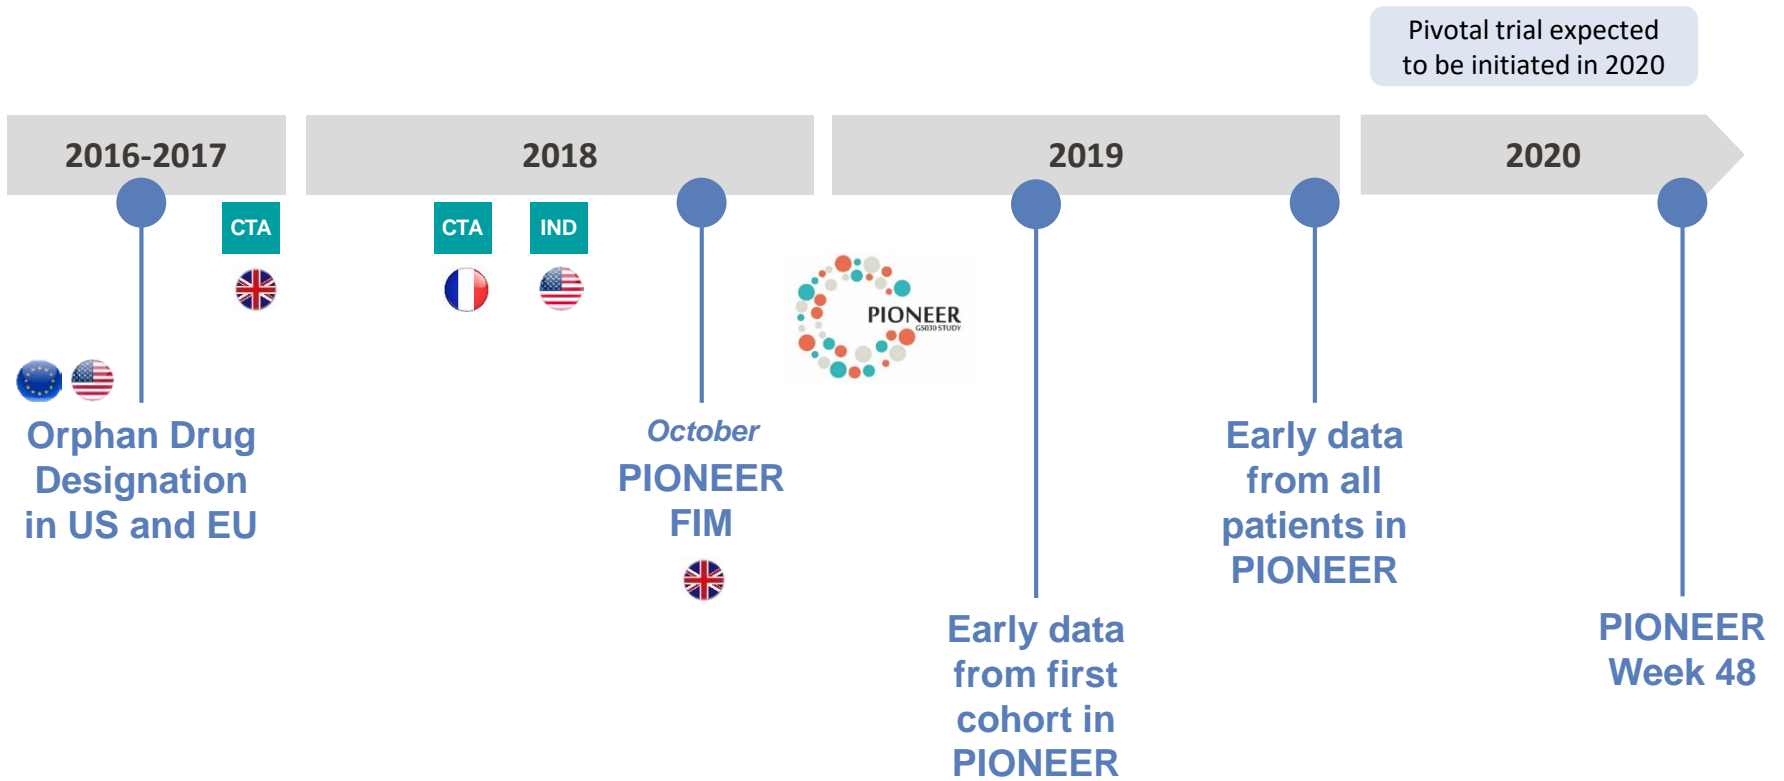 Pivotal trial expected
to be initiated in 2020
2016-2017
2018
2019
2020
CTA
CTA
IND
PIONEER
GS030 STUDY
Orphan Drug
Designation
in US and EU
October
PIONEER
FIM
Early data
from first
cohort in
PIONEER
Early data
from all
patients in
PIONEER
PIONEER
Week 48